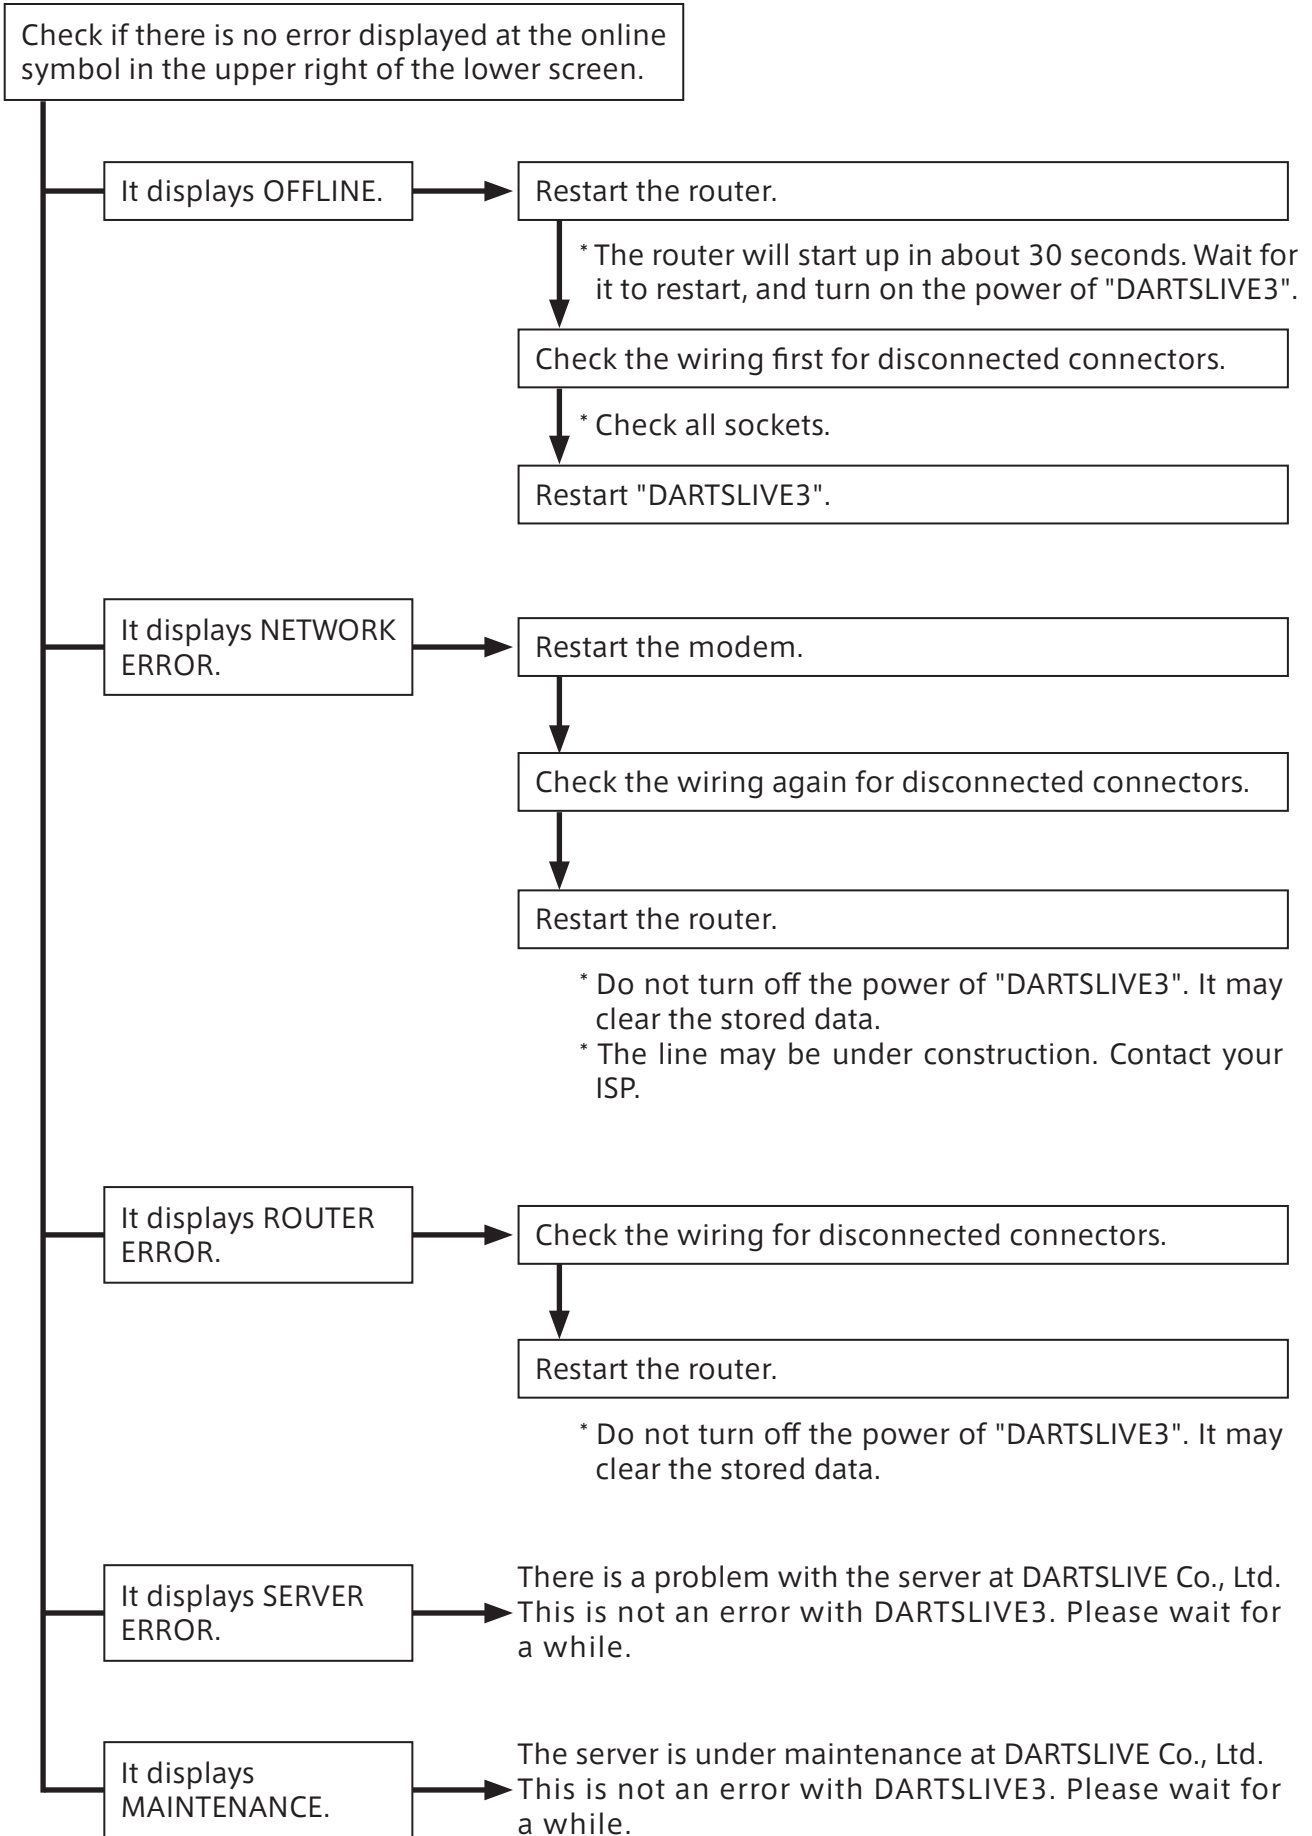 Check if there is no error displayed at the online
symbol in the upper right of the lower screen.
It displays OFFLINE.
Restart the router.
* The router will start up in about 30 seconds. Wait for
it to restart, and turn on the power of "DARTSLIVE3".
Check the wiring first for disconnected connectors.
* Check all sockets.
Restart "DARTSLIVE3".
It displays NETWORK
ERROR.
Restart the modem.
Check the wiring again for disconnected connectors.
Restart the router.
* Do not turn off the power of "DARTSLIVE3". It may
clear the stored data.
* The line may be under construction. Contact your
ISP.
It displays ROUTER
ERROR.
Check the wiring for disconnected connectors.
Restart the router.
* Do not turn off the power of "DARTSLIVE3". It may
clear the stored data.
It displays SERVER
ERROR.
There is a problem with the server at DARTSLIVE Co., Ltd.
This is not an error with DARTSLIVE3. Please wait for
a while.
It displays
MAINTENANCE.
The server is under maintenance at DARTSLIVE Co., Ltd.
This is not an error with DARTSLIVE3. Please wait for
a while.